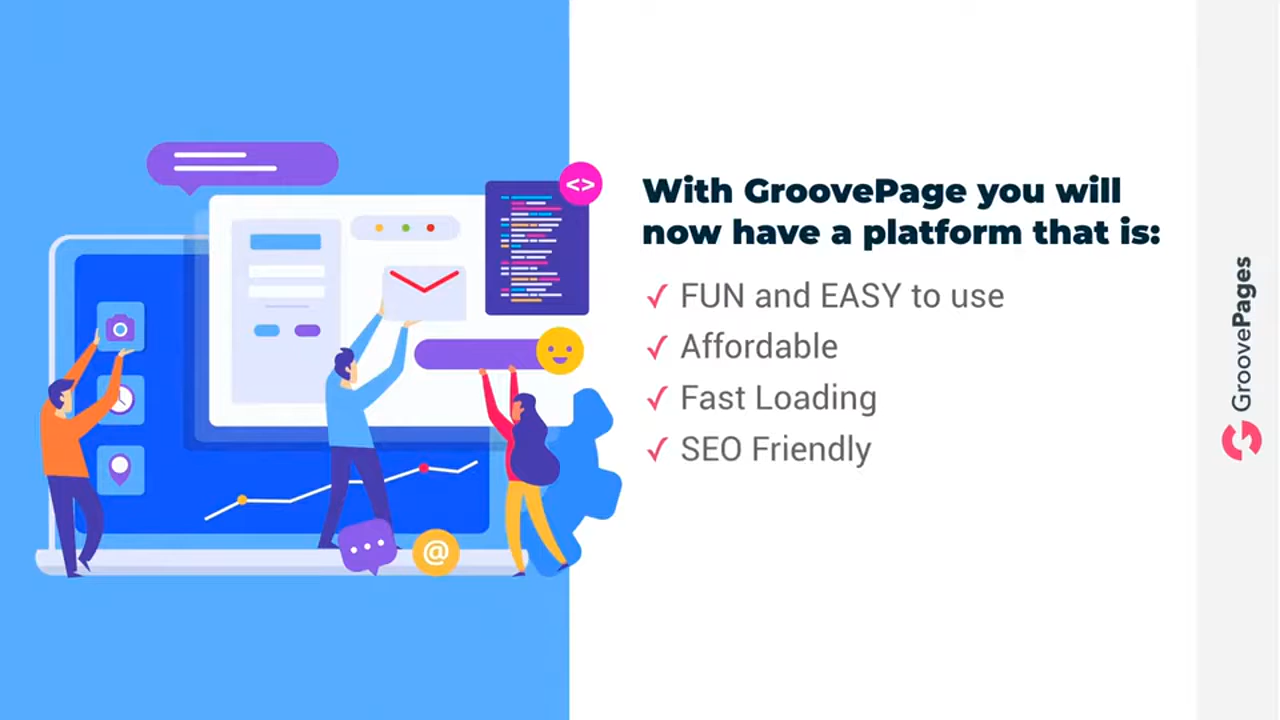 With GroovePage you will
now have a platform that is:
✓ FUN and EASY to use
✓ Affordable
✓ Fast Loading
✓ SEO Friendly
GroovePages
<>
@